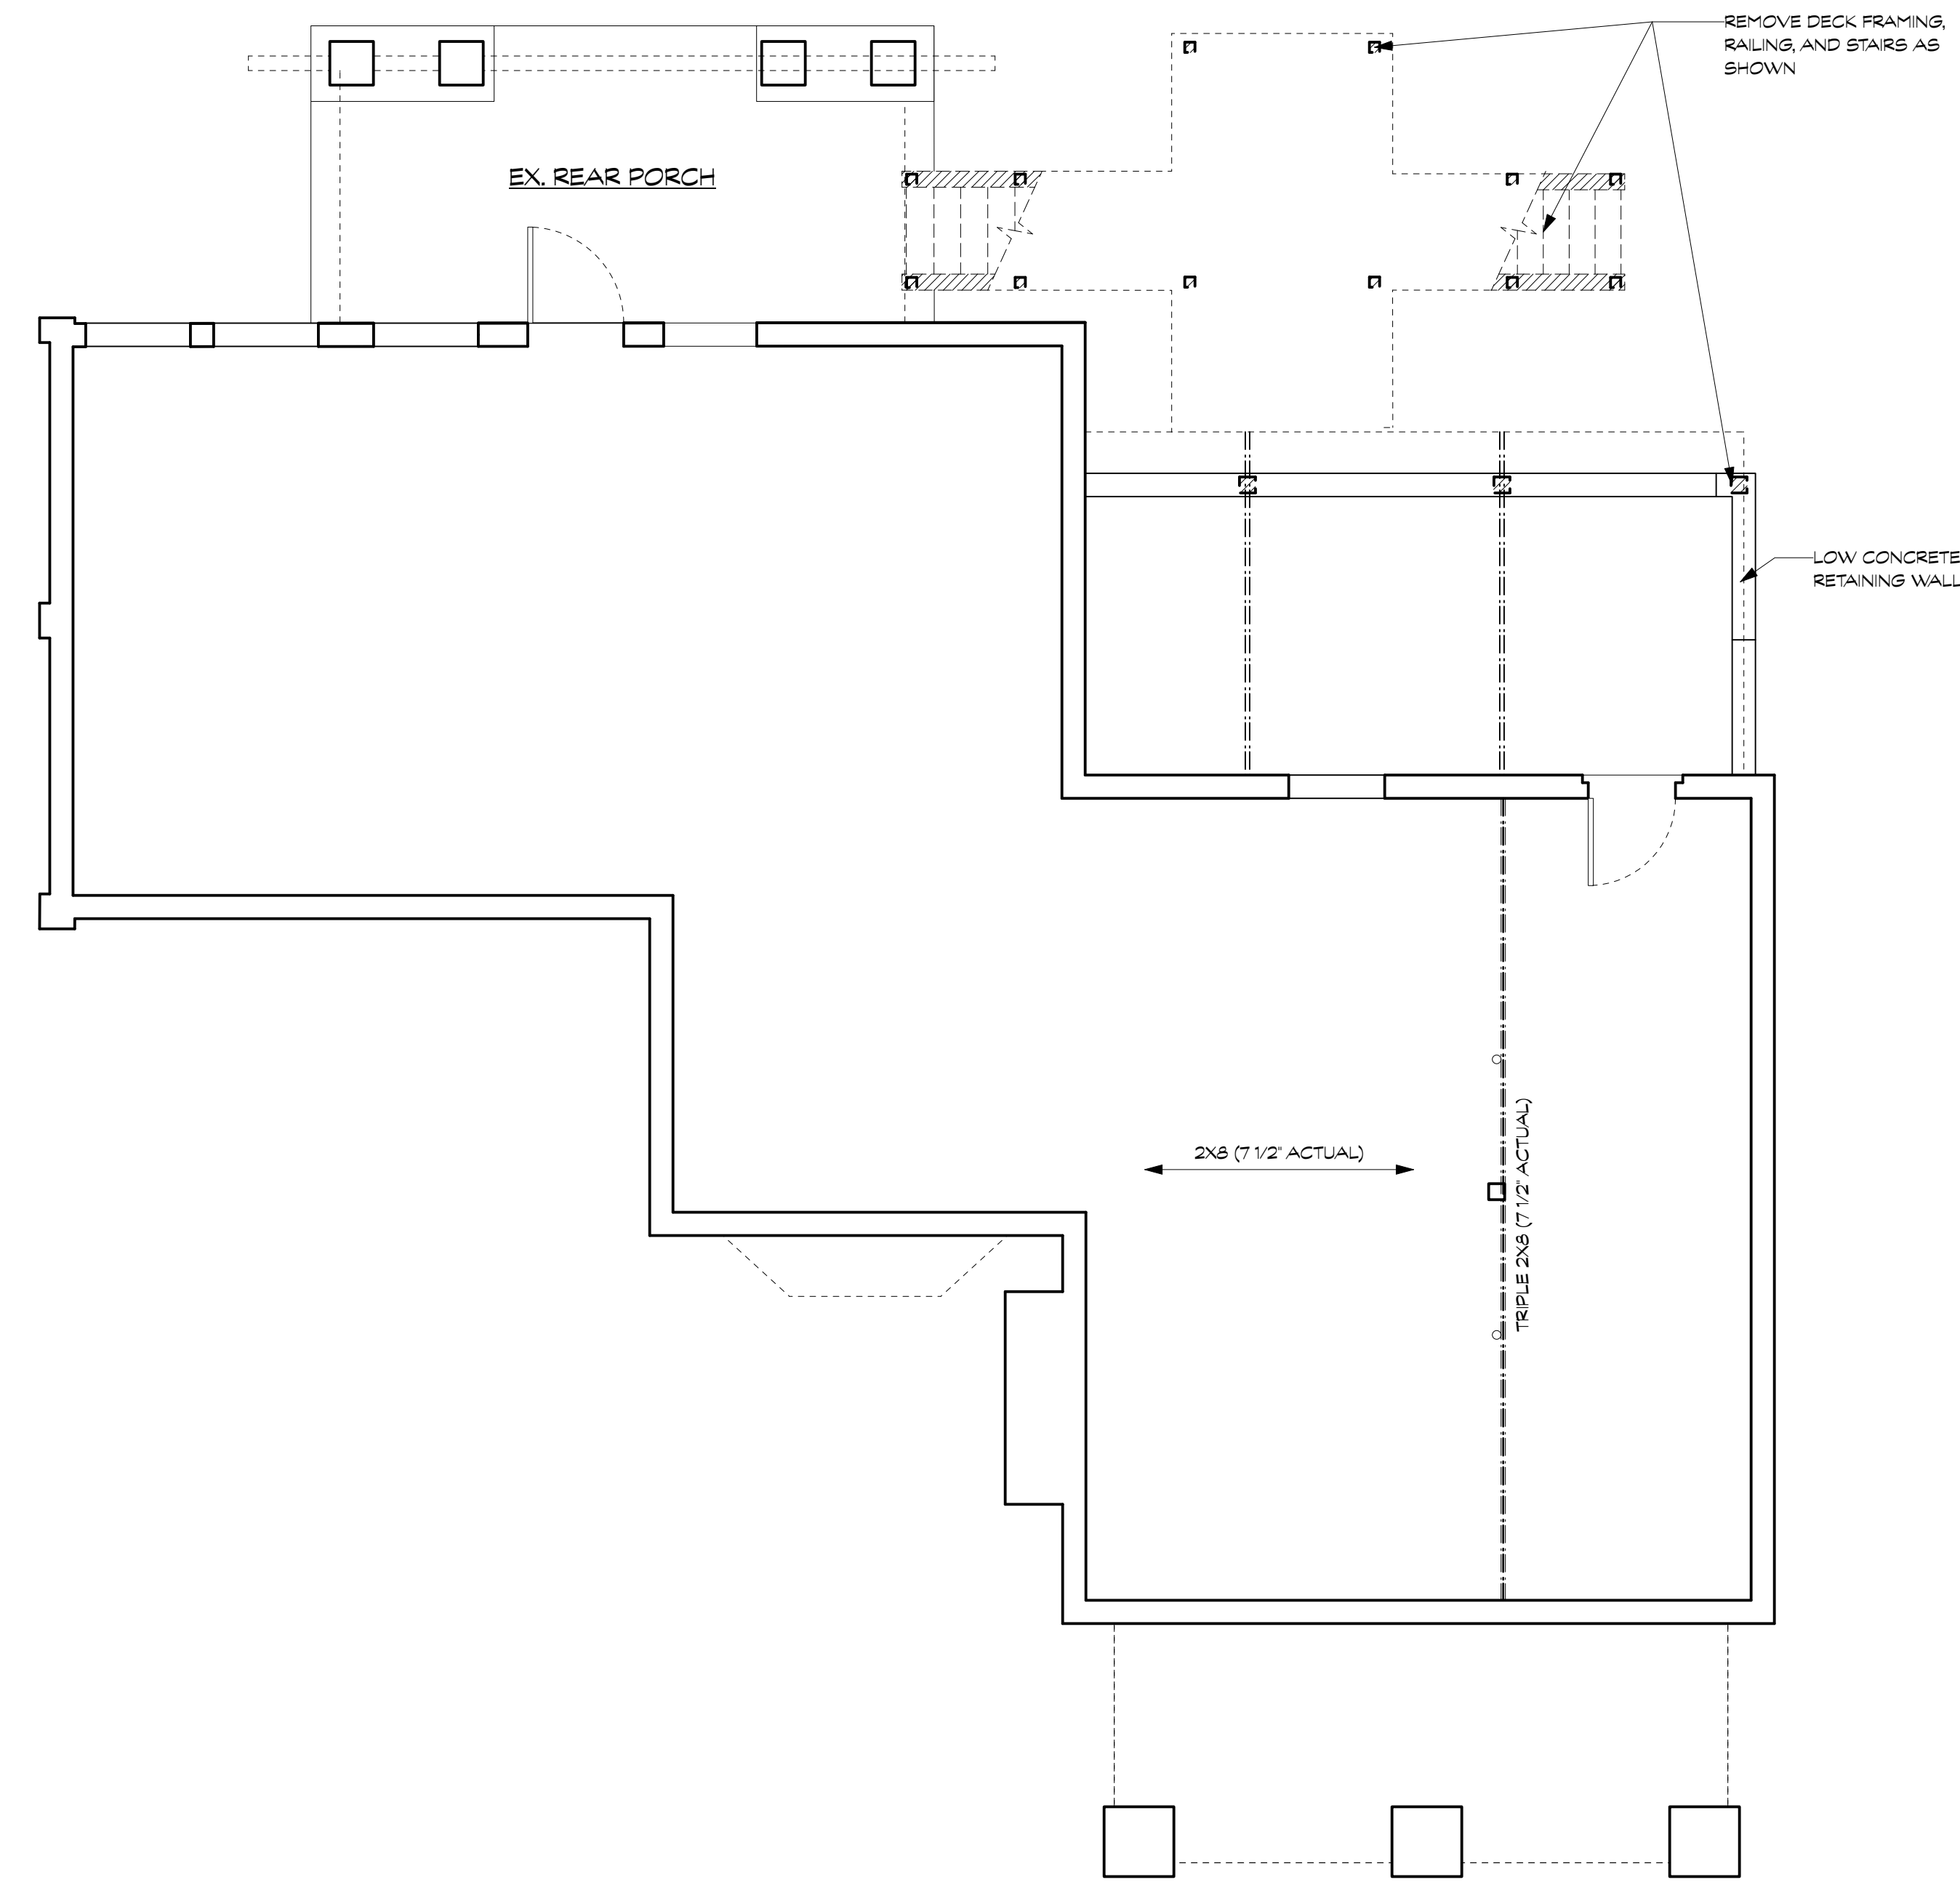 REMOVE DECK FRAMING,
RAILING, AND STAIRS AS
SHOWN
EX. REAR PORCH
LOW CONCRETE
RETAINING WALL
2X8 (7 1/2" ACTUAL)
TRIPLE 2X8 (7 1/2" ACTUAL)